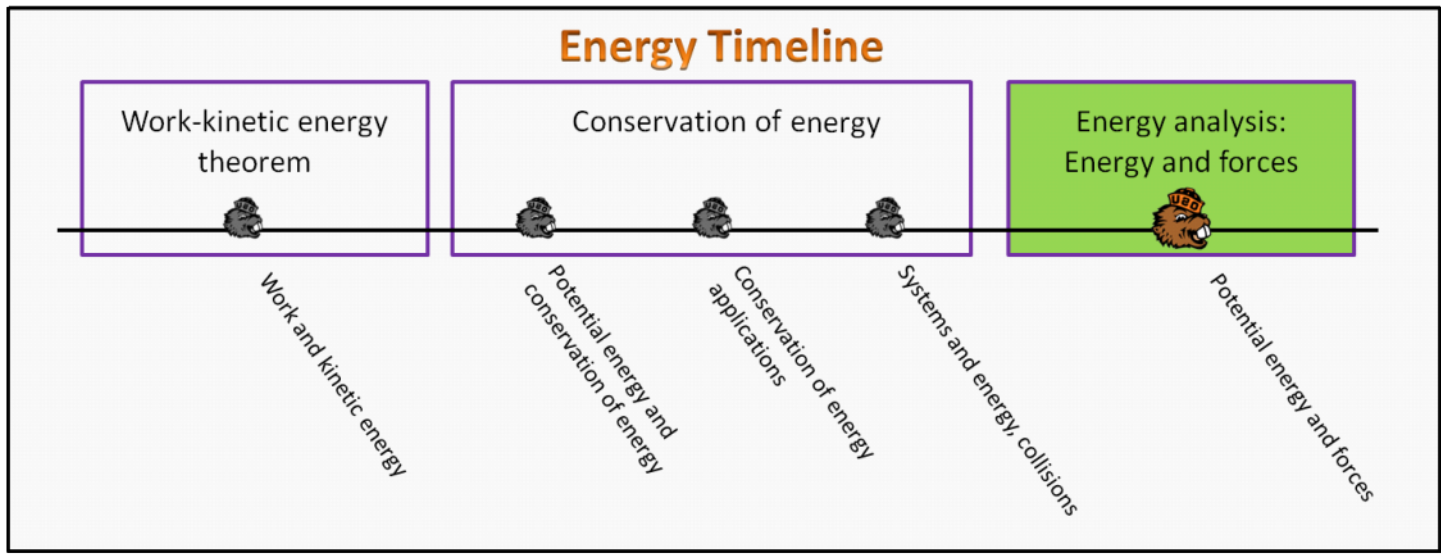 Energy Timeline
Work-kinetic energy
theorem
Conservation of energy
Energy analysis:
Energy and forces
OSU
Work and kinetic energy
Potential energy and
conservation of energy
Conservation of energy
applications
Systems and energy, collisions
Potential energy and forces